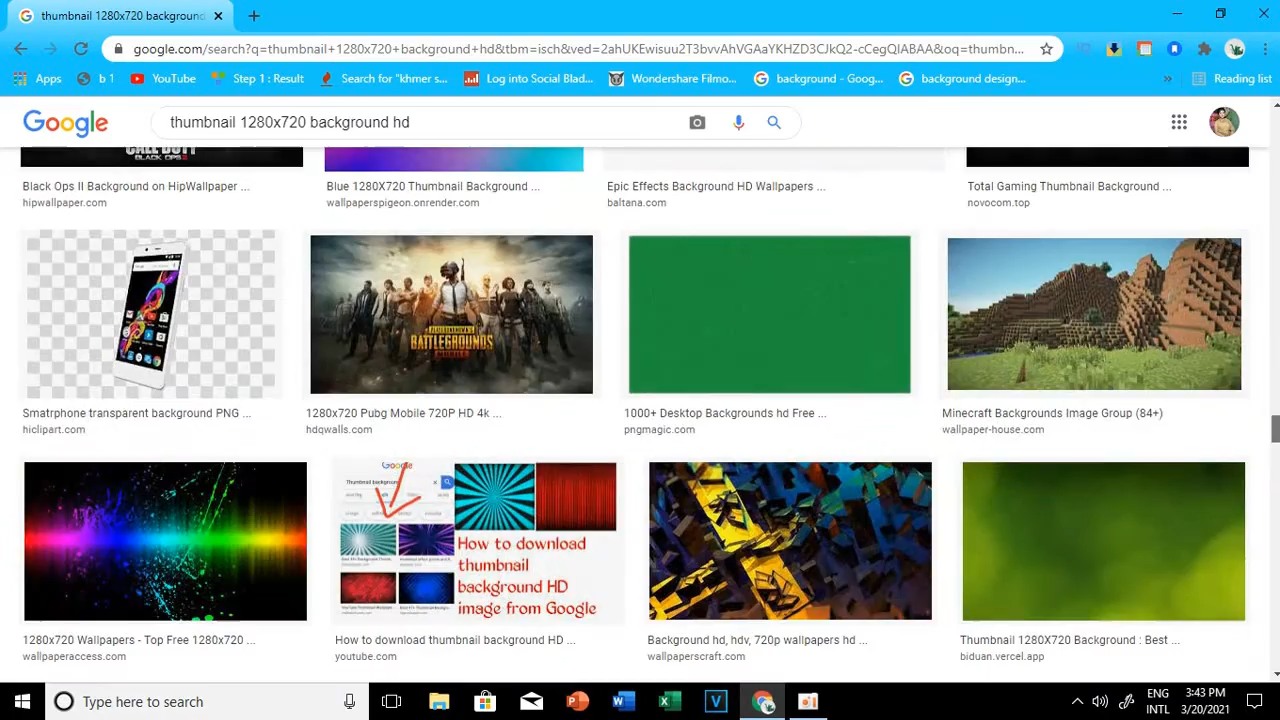 thumbnail 1280x720 background
google.com/search?q=thumbnail+1280x720+background+hd&tbm=isch&ved=2ahUKEwisuu2T3bvvAhVGAaYKHZD3CJkQ2-cCegQIABAA&oq=thumbn...
Apps b 1 YouTube Step 1 : Result Search for "khmer s... Log into Social Blad... Wondershare Filmo... background - Goog... background design... » Reading list
Google thumbnail 1280x720 background hd
BLACK OPS II
Black Ops II Background on HipWallpaper ... Blue 1280X720 Thumbnail Background ... Epic Effects Background HD Wallpapers ... Total Gaming Thumbnail Background ...
hipwallpaper.com wallpaperspigeon.onrender.com baltana.com novocom.top
BATTLEGROUNDS
Smatrphone transparent background PNG ... 1280x720 Pubg Mobile 720P HD 4k ... 1000+ Desktop Backgrounds hd Free ... Minecraft Backgrounds Image Group (84+)
hiclipart.com hdqwalls.com pngmagic.com wallpaper-house.com
Google
Thumbnail background
How to download
thumbnail
background HD
image from Google
1280x720 Wallpapers - Top Free 1280x720 ... How to download thumbnail background HD ... Background hd, hdv, 720p wallpapers hd ... Thumbnail 1280X720 Background : Best ...
wallpaperaccess.com youtube.com wallpaperscraft.com biduan.vercel.app
Type here to search ENG 3:43 PM
INTL 3/20/2021